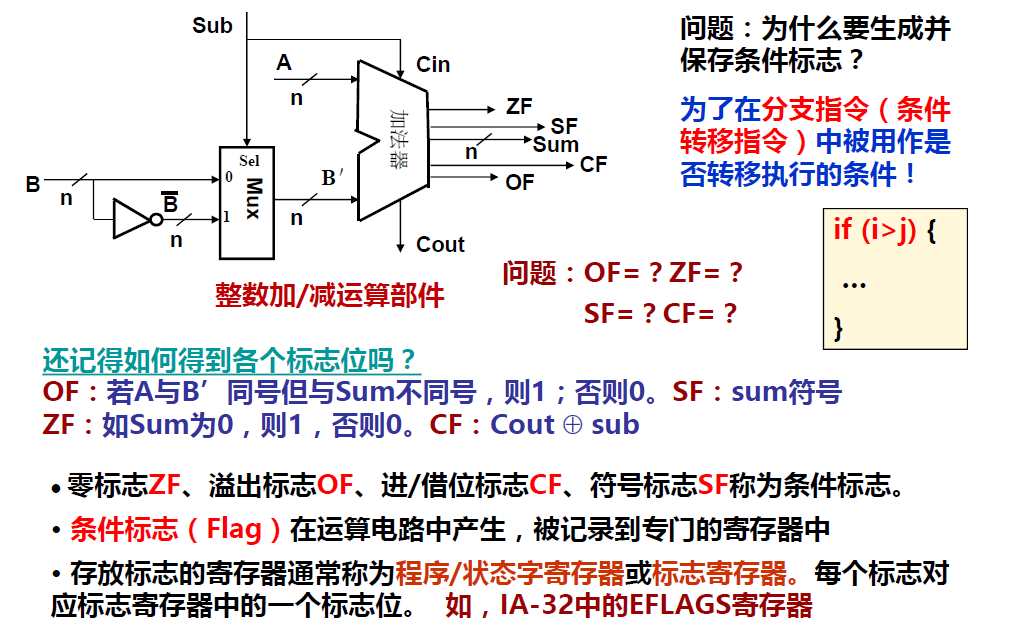 Sub
问题：为什么要生成并
保存条件标志？
为了在分支指令（条件
转移指令）中被用作是
否转移执行的条件！
A
n
Cin
加法器
ZF
SF
n
Sum
CF
OF
Cout
B
n
B
n
Sel
0
1
Mux
B′
n
整数加/减运算部件
问题：OF=？ZF=？
SF=？CF=？
if (i>j) {
...
}
还记得如何得到各个标志位吗？
OF：若A与B′同号但与Sum不同号，则1；否则0。SF：sum符号
ZF：如Sum为0，则1，否则0。CF：Cout ⊕ sub
• 零标志ZF、溢出标志OF、进/借位标志CF、符号标志SF称为条件标志。
• 条件标志（Flag）在运算电路中产生，被记录到专门的寄存器中
• 存放标志的寄存器通常称为程序/状态字寄存器或标志寄存器。每个标志对
应标志寄存器中的一个标志位。 如，IA-32中的EFLAGS寄存器